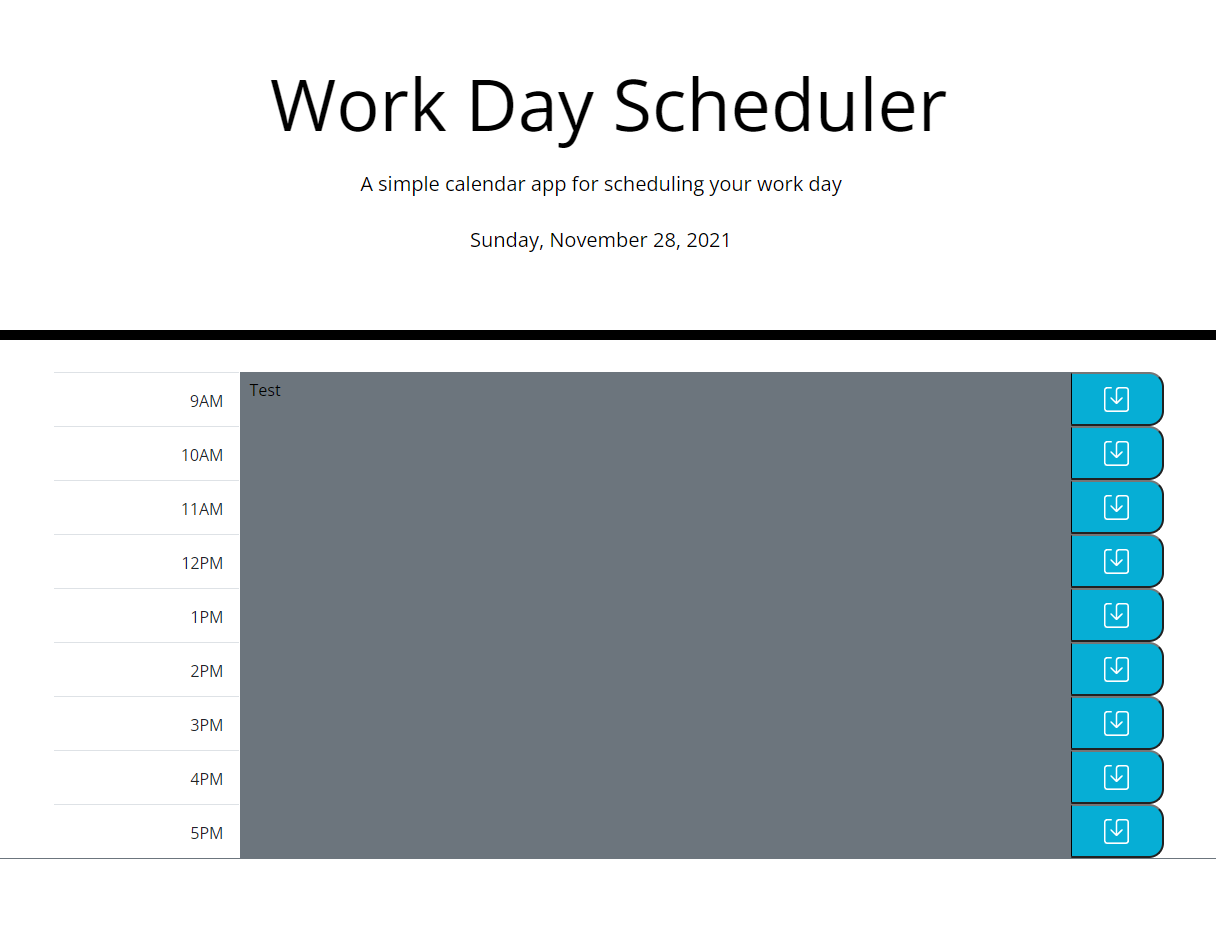 Work Day Scheduler
A simple calendar app for scheduling your work day
Sunday, November 28, 2021
9AM Test
10AM
11AM
12PM
1PM
2PM
3PM
4PM
5PM